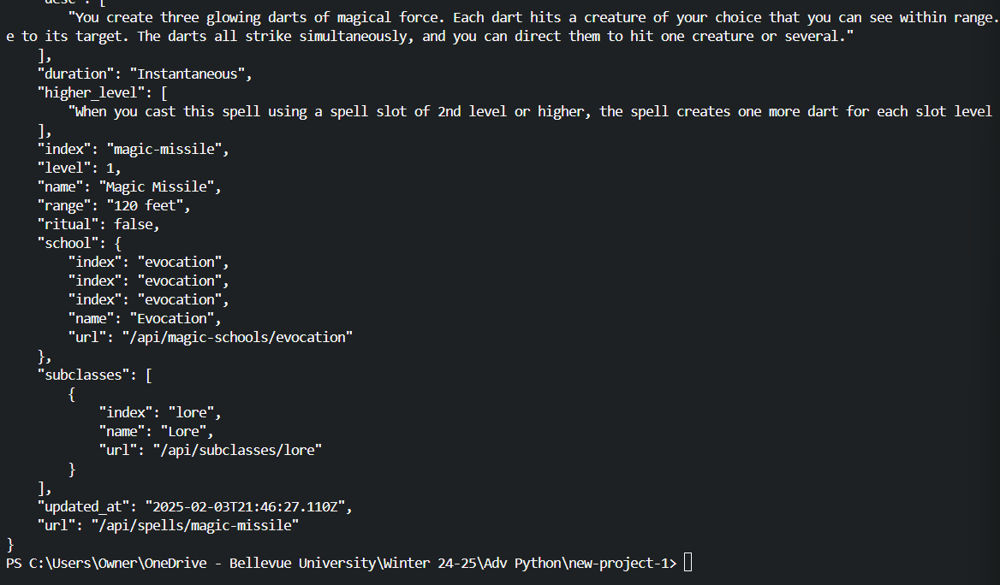 "desc": [
"You create three glowing darts of magical force. Each dart hits a creature of your choice that you can see within range.
e to its target. The darts all strike simultaneously, and you can direct them to hit one creature or several."
],
"duration": "Instantaneous",
"higher_level": [
"When you cast this spell using a spell slot of 2nd level or higher, the spell creates one more dart for each slot level
],
"index": "magic-missile",
"level": 1,
"name": "Magic Missile",
"range": "120 feet",
"ritual": false,
"school": {
"index": "evocation",
"index": "evocation",
"index": "evocation",
"name": "Evocation",
"url": "/api/magic-schools/evocation"
},
"subclasses": [
{
"index": "lore",
"name": "Lore",
"url": "/api/subclasses/lore"
}
],
"updated_at": "2025-02-03T21:46:27.110Z",
"url": "/api/spells/magic-missile"
}
PS C:\Users\Owner\OneDrive - Bellevue University\Winter 24-25\Adv Python\new-project-1>